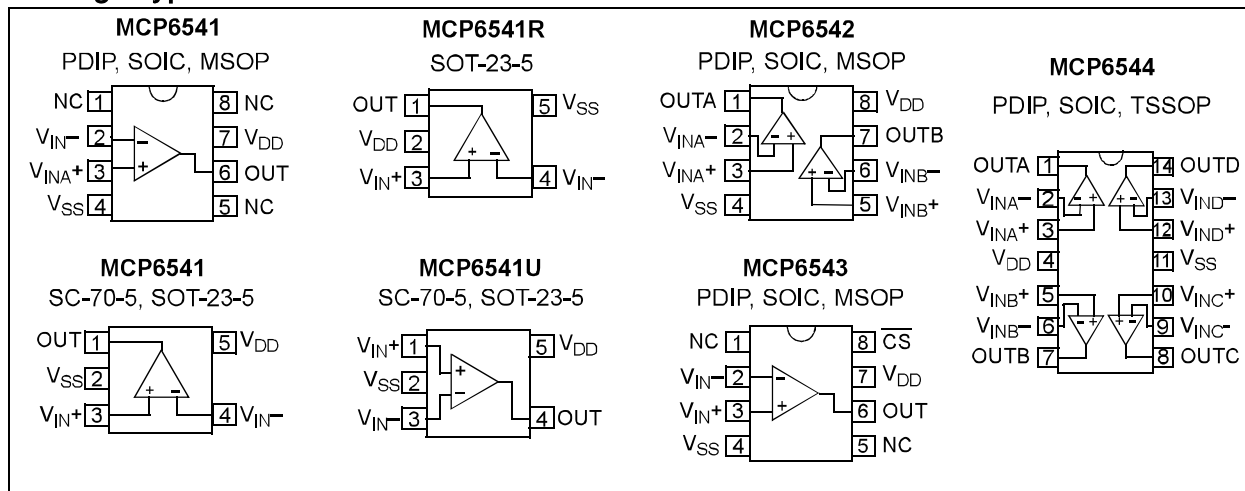 MCP6541
PDIP, SOIC, MSOP
NC 1
8 NC
VIN– 2
7 VDD
VINA+ 3
6 OUT
VSS 4
5 NC
– +
MCP6541R
SOT-23-5
OUT 1
5 VSS
VDD 2
VIN+ 3
4 VIN–
+ –
MCP6542
PDIP, SOIC, MSOP
OUTA 1
8 VDD
VINA– 2
7 OUTB
VINA+ 3
6 VINB–
VSS 4
5 VINB+
- +
+ -
MCP6544
PDIP, SOIC, TSSOP
OUTA 1
14 OUTD
VINA– 2
13 VIND–
VINA+ 3
12 VIND+
VDD 4
11 VSS
VINB+ 5
10 VINC+
VINB– 6
9 VINC-
OUTB 7
8 OUTC
- +
+ -
- +
+ -
MCP6541
SC-70-5, SOT-23-5
OUT 1
5 VDD
VSS 2
VIN+ 3
4 VIN–
+ –
MCP6541U
SC-70-5, SOT-23-5
VIN+ 1
5 VDD
VSS 2
VIN– 3
4 OUT
+ –
MCP6543
PDIP, SOIC, MSOP
NC 1
8 CS
VIN– 2
7 VDD
VIN+ 3
6 OUT
VSS 4
5 NC
– +